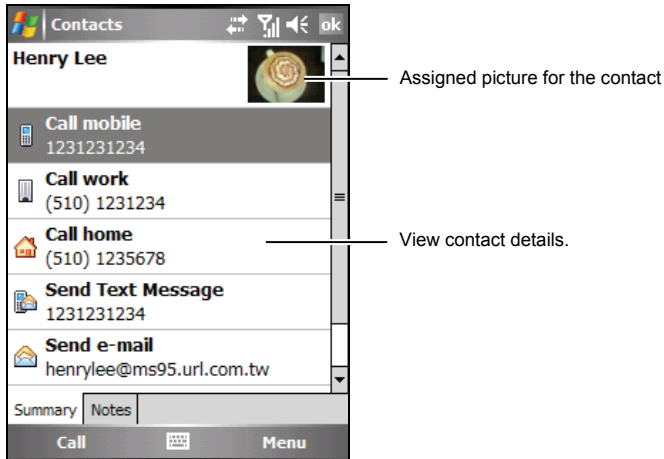 Contacts ok
Henry Lee
Assigned picture for the contact
Call mobile
1231231234
Call work
(510) 1231234
Call home
(510) 1235678
View contact details.
Send Text Message
1231231234
Send e-mail
henrylee@ms95.url.com.tw
Summary Notes
Call Menu